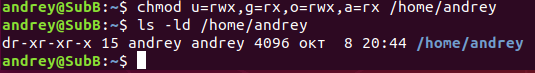 andrey@SubB:~$ chmod u=rwx,g=rx,o=rwx,a=rx /home/andrey
andrey@SubB:~$ ls -ld /home/andrey
dr-xr-xr-x 15 andrey andrey 4096 окт  8 20:44 /home/andrey
andrey@SubB:~$